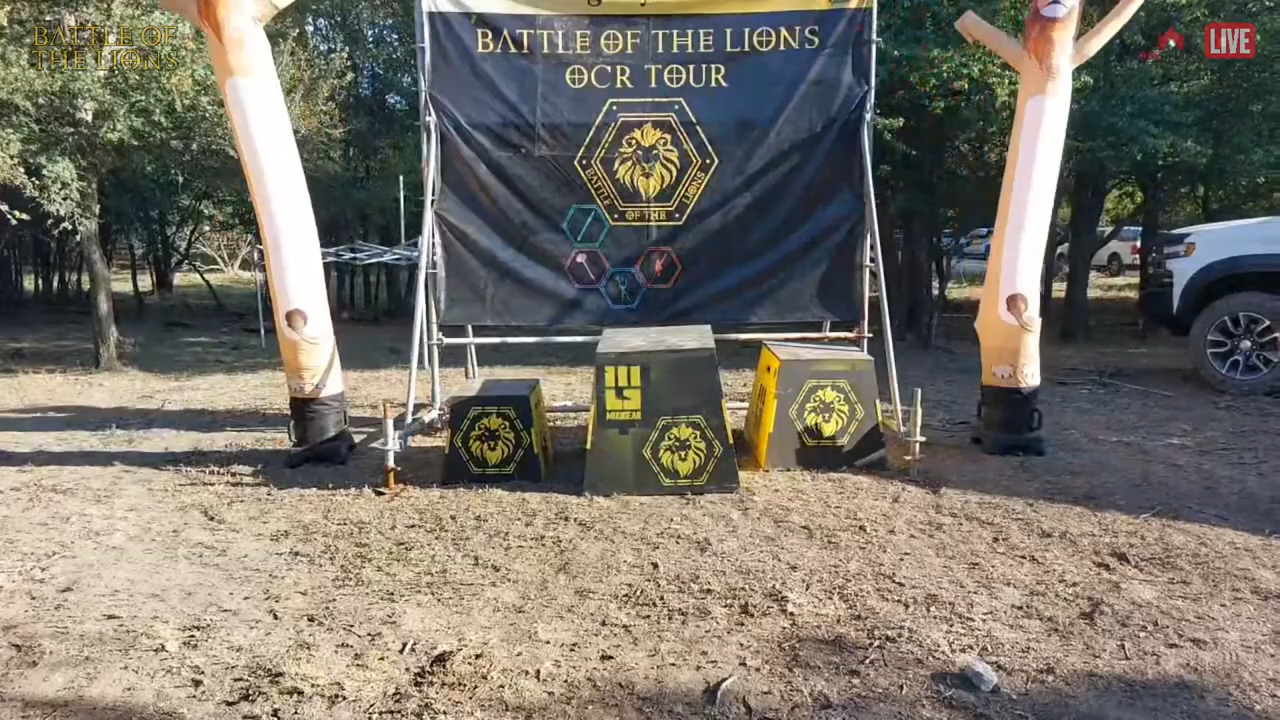 BATTLE OF
THE LIONS
LIVE
BATTLE OF THE LIONS
OCR TOUR
BATTLE OF THE LIONS
MUDGEAR